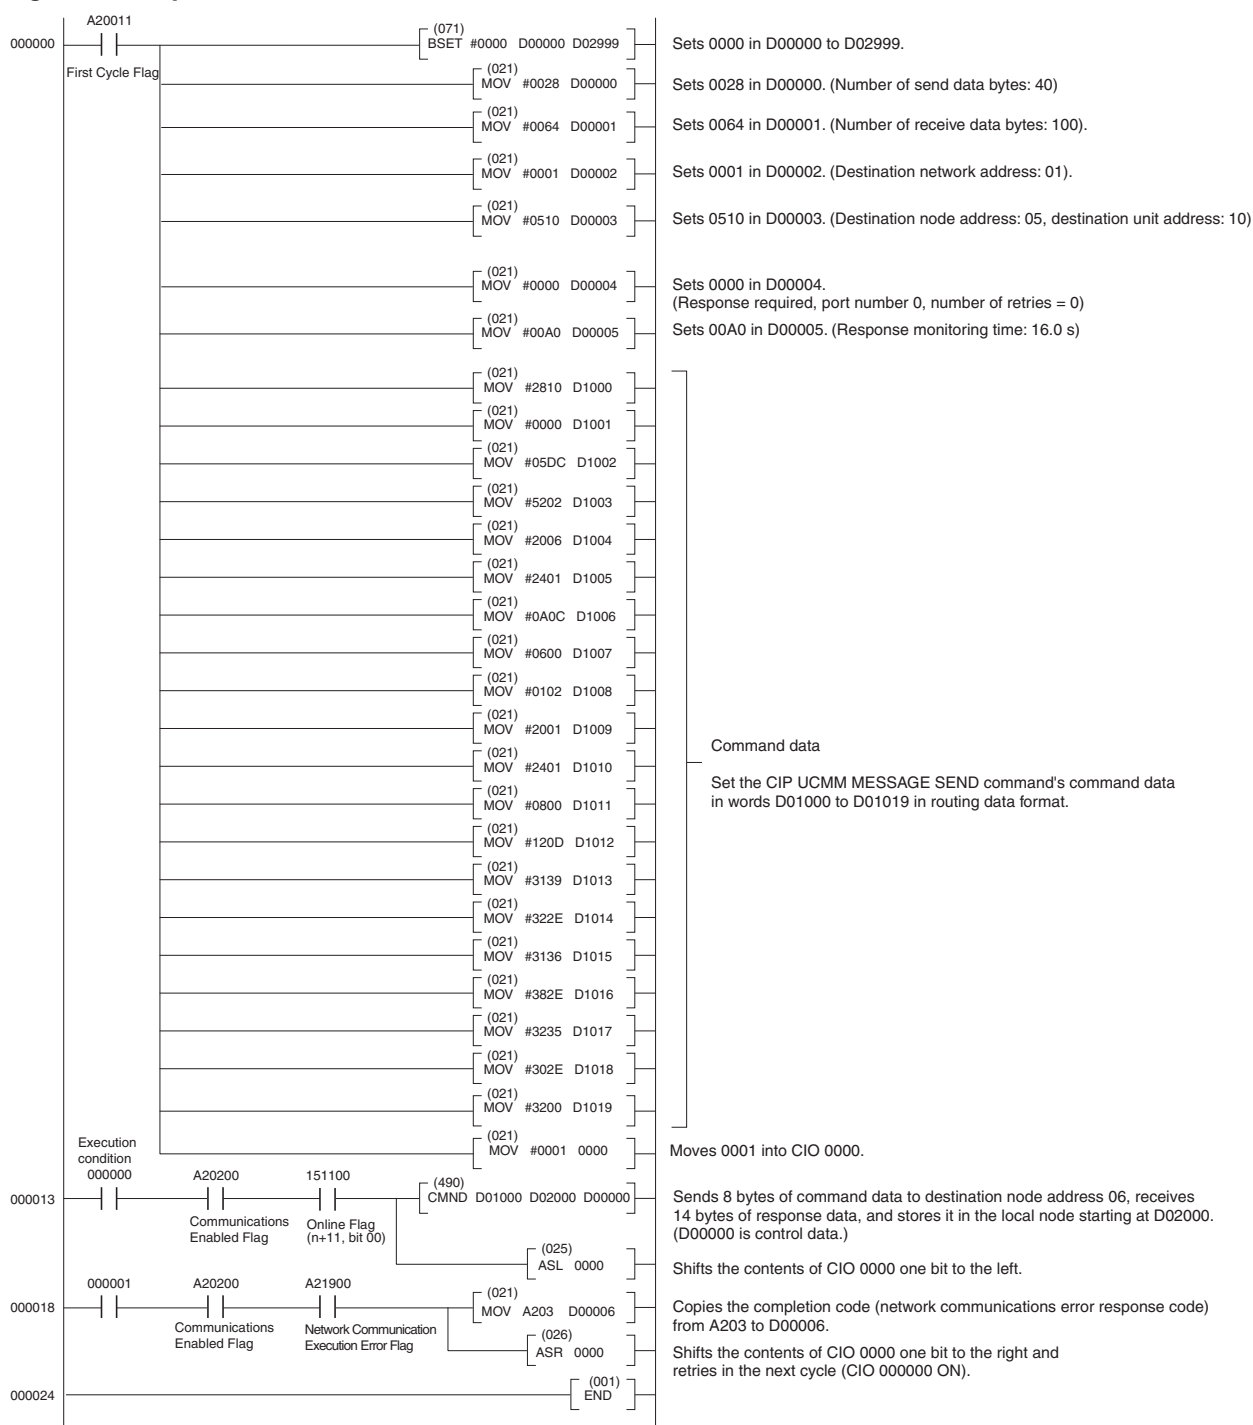 A20011
000000
(071)
BSET #0000 D00000 D02999
Sets 0000 in D00000 to D02999.
First Cycle Flag
(021)
MOV #0028 D00000
Sets 0028 in D00000. (Number of send data bytes: 40)
(021)
MOV #0064 D00001
Sets 0064 in D00001. (Number of receive data bytes: 100).
(021)
MOV #0001 D00002
Sets 0001 in D00002. (Destination network address: 01).
(021)
MOV #0510 D00003
Sets 0510 in D00003. (Destination node address: 05, destination unit address: 10)
(021)
MOV #0000 D00004
Sets 0000 in D00004.
(Response required, port number 0, number of retries = 0)
(021)
MOV #00A0 D00005
Sets 00A0 in D00005. (Response monitoring time: 16.0 s)
(021)
MOV #2810 D1000
(021)
MOV #0000 D1001
(021)
MOV #05DC D1002
(021)
MOV #5202 D1003
(021)
MOV #2006 D1004
(021)
MOV #2401 D1005
(021)
MOV #0A0C D1006
(021)
MOV #0600 D1007
(021)
MOV #0102 D1008
(021)
MOV #2001 D1009
(021)
MOV #2401 D1010
(021)
MOV #0800 D1011
(021)
MOV #120D D1012
(021)
MOV #3139 D1013
(021)
MOV #322E D1014
(021)
MOV #3136 D1015
(021)
MOV #382E D1016
(021)
MOV #3235 D1017
(021)
MOV #302E D1018
(021)
MOV #3200 D1019
Command data
Set the CIP UCMM MESSAGE SEND command's command data
in words D01000 to D01019 in routing data format.
(021)
MOV #0001 0000
Moves 0001 into CIO 0000.
Execution
condition
000000
A20200
151100
000013
(490)
CMND D01000 D02000 D00000
Sends 8 bytes of command data to destination node address 06, receives
14 bytes of response data, and stores it in the local node starting at D02000.
(D00000 is control data.)
Communications
Enabled Flag
Online Flag
(n+11, bit 00)
(025)
ASL 0000
Shifts the contents of CIO 0000 one bit to the left.
000001
A20200
A21900
000018
(021)
MOV A203 D00006
Copies the completion code (network communications error response code)
from A203 to D00006.
Communications
Enabled Flag
Network Communication
Execution Error Flag
(026)
ASR 0000
Shifts the contents of CIO 0000 one bit to the right and
retries in the next cycle (CIO 000000 ON).
000024
(001)
END